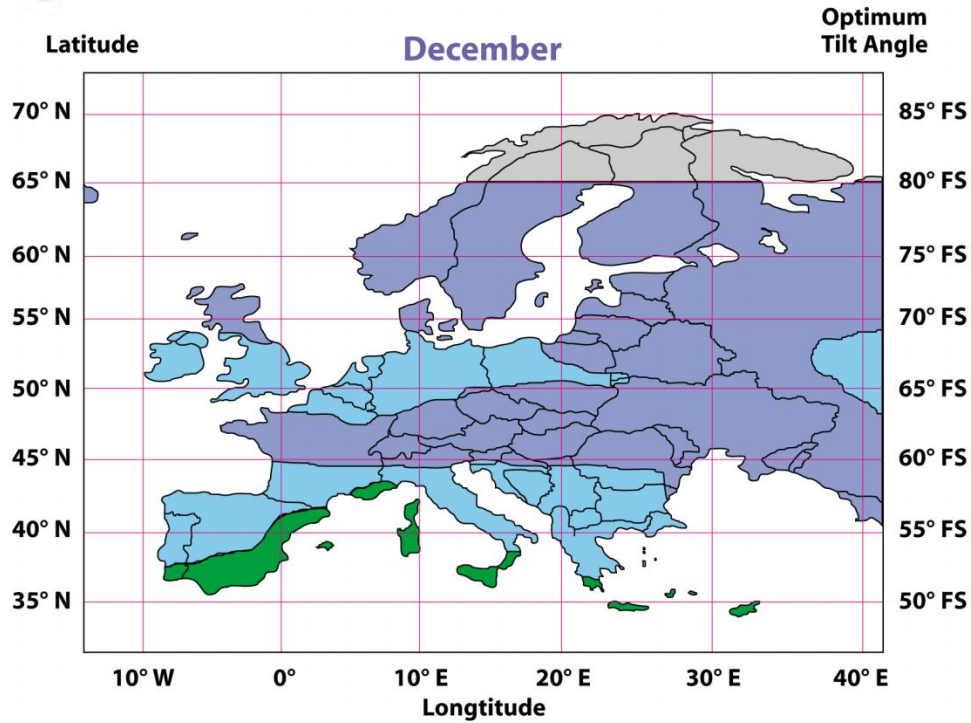 Latitude
December
Optimum
Tilt Angle
70° N
85° FS
65° N
80° FS
60° N
75° FS
55° N
70° FS
50° N
65° FS
45° N
60° FS
40° N
55° FS
35° N
50° FS
10° W
0°
10° E
20° E
30° E
40° E
Longtitude